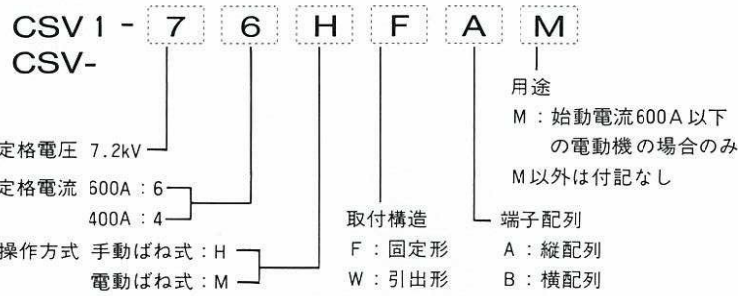 CSV1-76HFAM
CSV-
用途
M：始動電流600A以下
の電動機の場合のみ
M以外は付記なし
定格電圧 7.2kV
定格電流 600A：6
400A：4
操作方式 手動ばね式：H
電動ばね式：M
取付構造
F：固定形
W：引出形
端子配列
A：縦配列
B：横配列